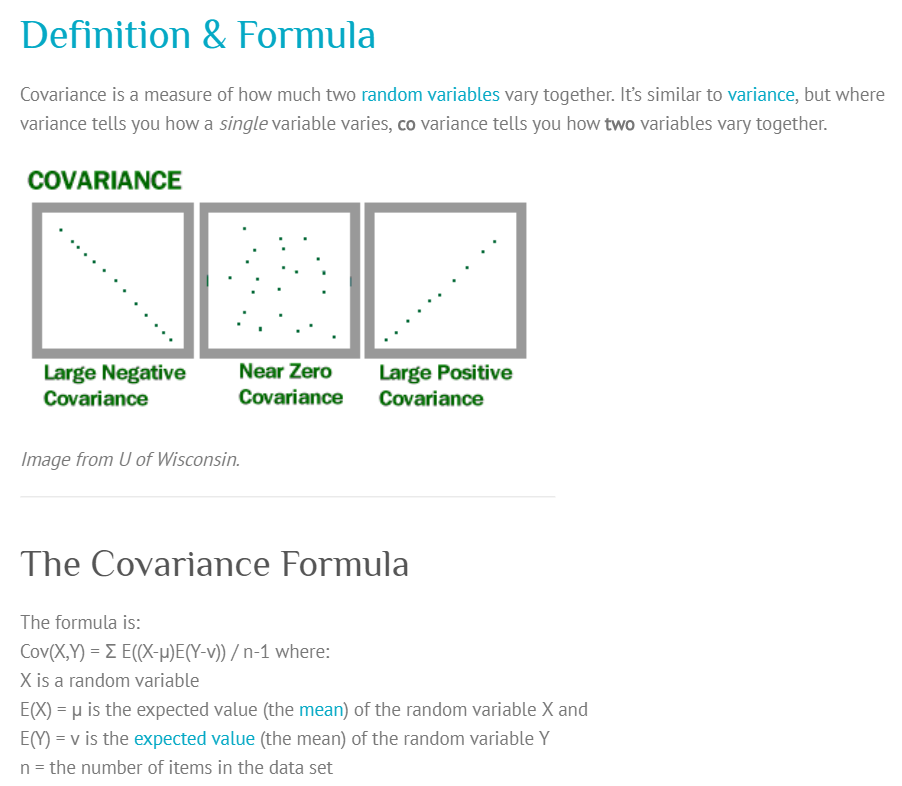 Definition & Formula
Covariance is a measure of how much two random variables vary together. It’s similar to variance, but where
variance tells you how a single variable varies, co variance tells you how two variables vary together.
COVARIANCE
Large Negative
Covariance
Near Zero
Covariance
Large Positive
Covariance
Image from U of Wisconsin.
The Covariance Formula
The formula is:
Cov(X,Y) = Σ E((X-μ)E(Y-ν)) / n-1 where:
X is a random variable
E(X) = μ is the expected value (the mean) of the random variable X and
E(Y) = ν is the expected value (the mean) of the random variable Y
n = the number of items in the data set